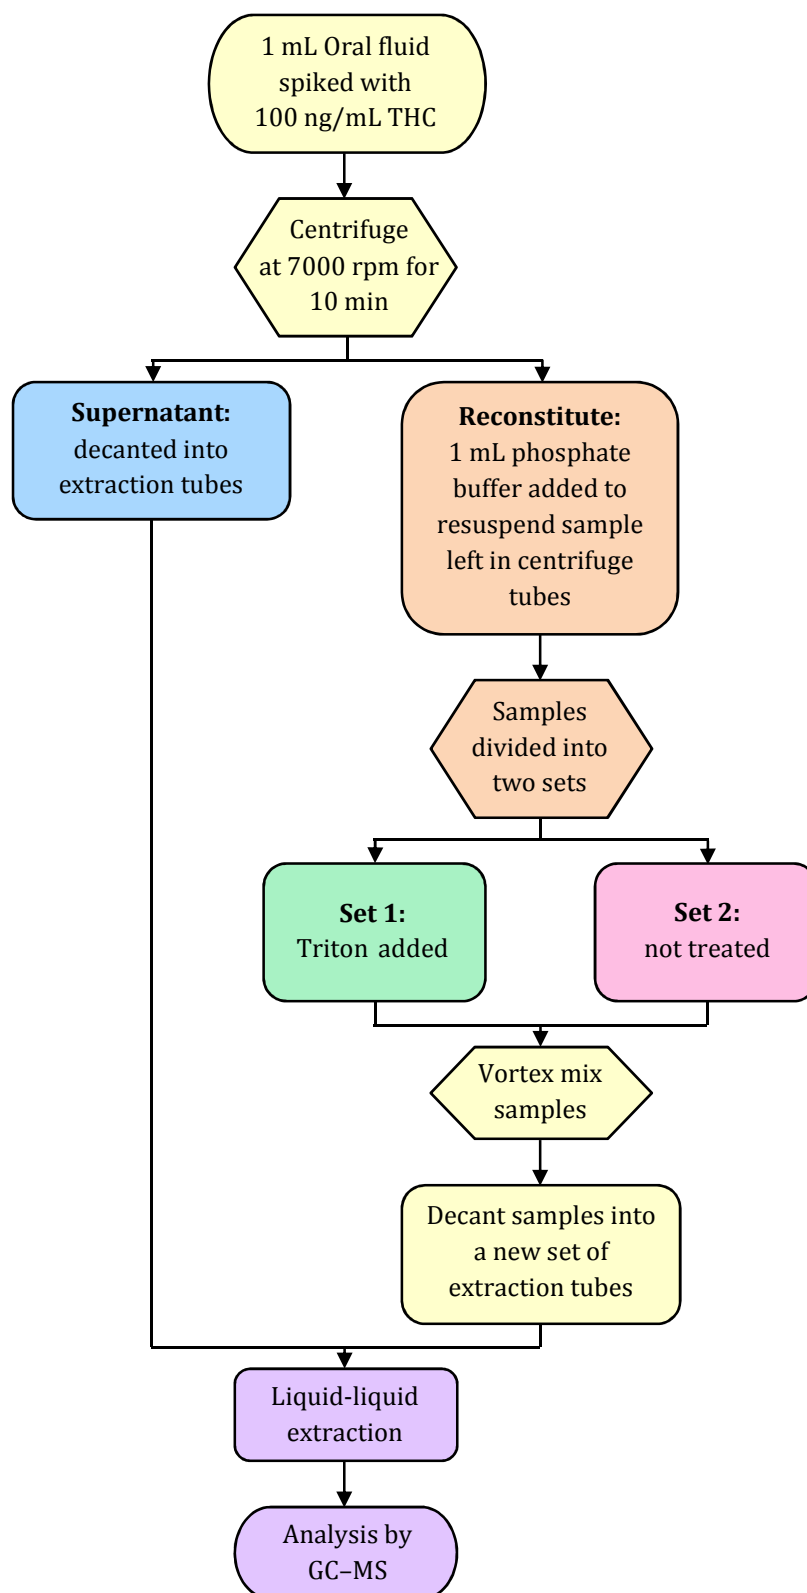 1 mL Oral fluid
spiked with
100 ng/mL THC
Centrifuge
at 7000 rpm for
10 min
Supernatant:
decanted into
extraction tubes
Reconstitute:
1 mL phosphate
buffer added to
resuspend sample
left in centrifuge
tubes
Samples
divided into
two sets
Set 1:
Triton added
Set 2:
not treated
Vortex mix
samples
Decant samples into
a new set of
extraction tubes
Liquid-liquid
extraction
Analysis by
GC–MS